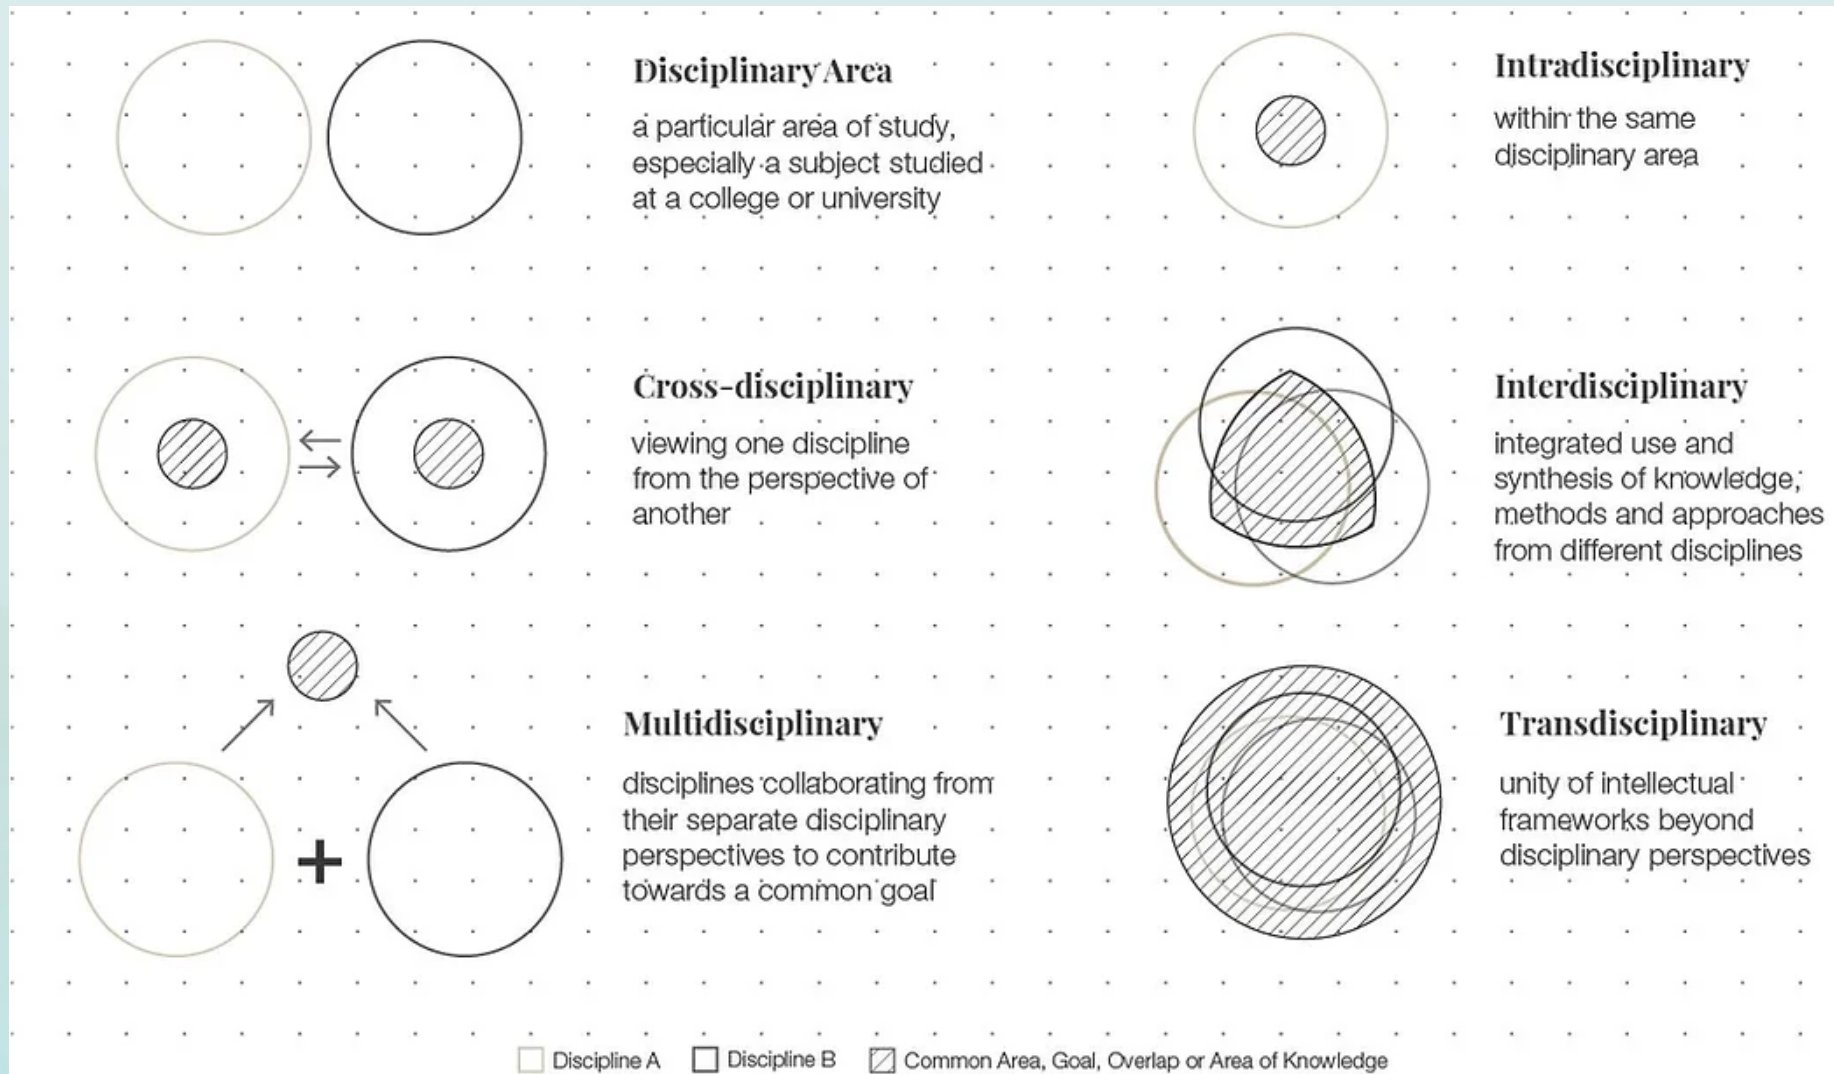 Disciplinary Area
a particular area of study,
especially a subject studied
at a college or university
Intradisciplinary
within the same
disciplinary area
Cross-disciplinary
viewing one discipline
from the perspective of
another
Interdisciplinary
integrated use and
synthesis of knowledge,
methods and approaches
from different disciplines
Multidisciplinary
disciplines collaborating from
their separate disciplinary
perspectives to contribute
towards a common goal
Transdisciplinary
unity of intellectual
frameworks beyond
disciplinary perspectives
Discipline A
Discipline B
Common Area, Goal, Overlap or Area of Knowledge